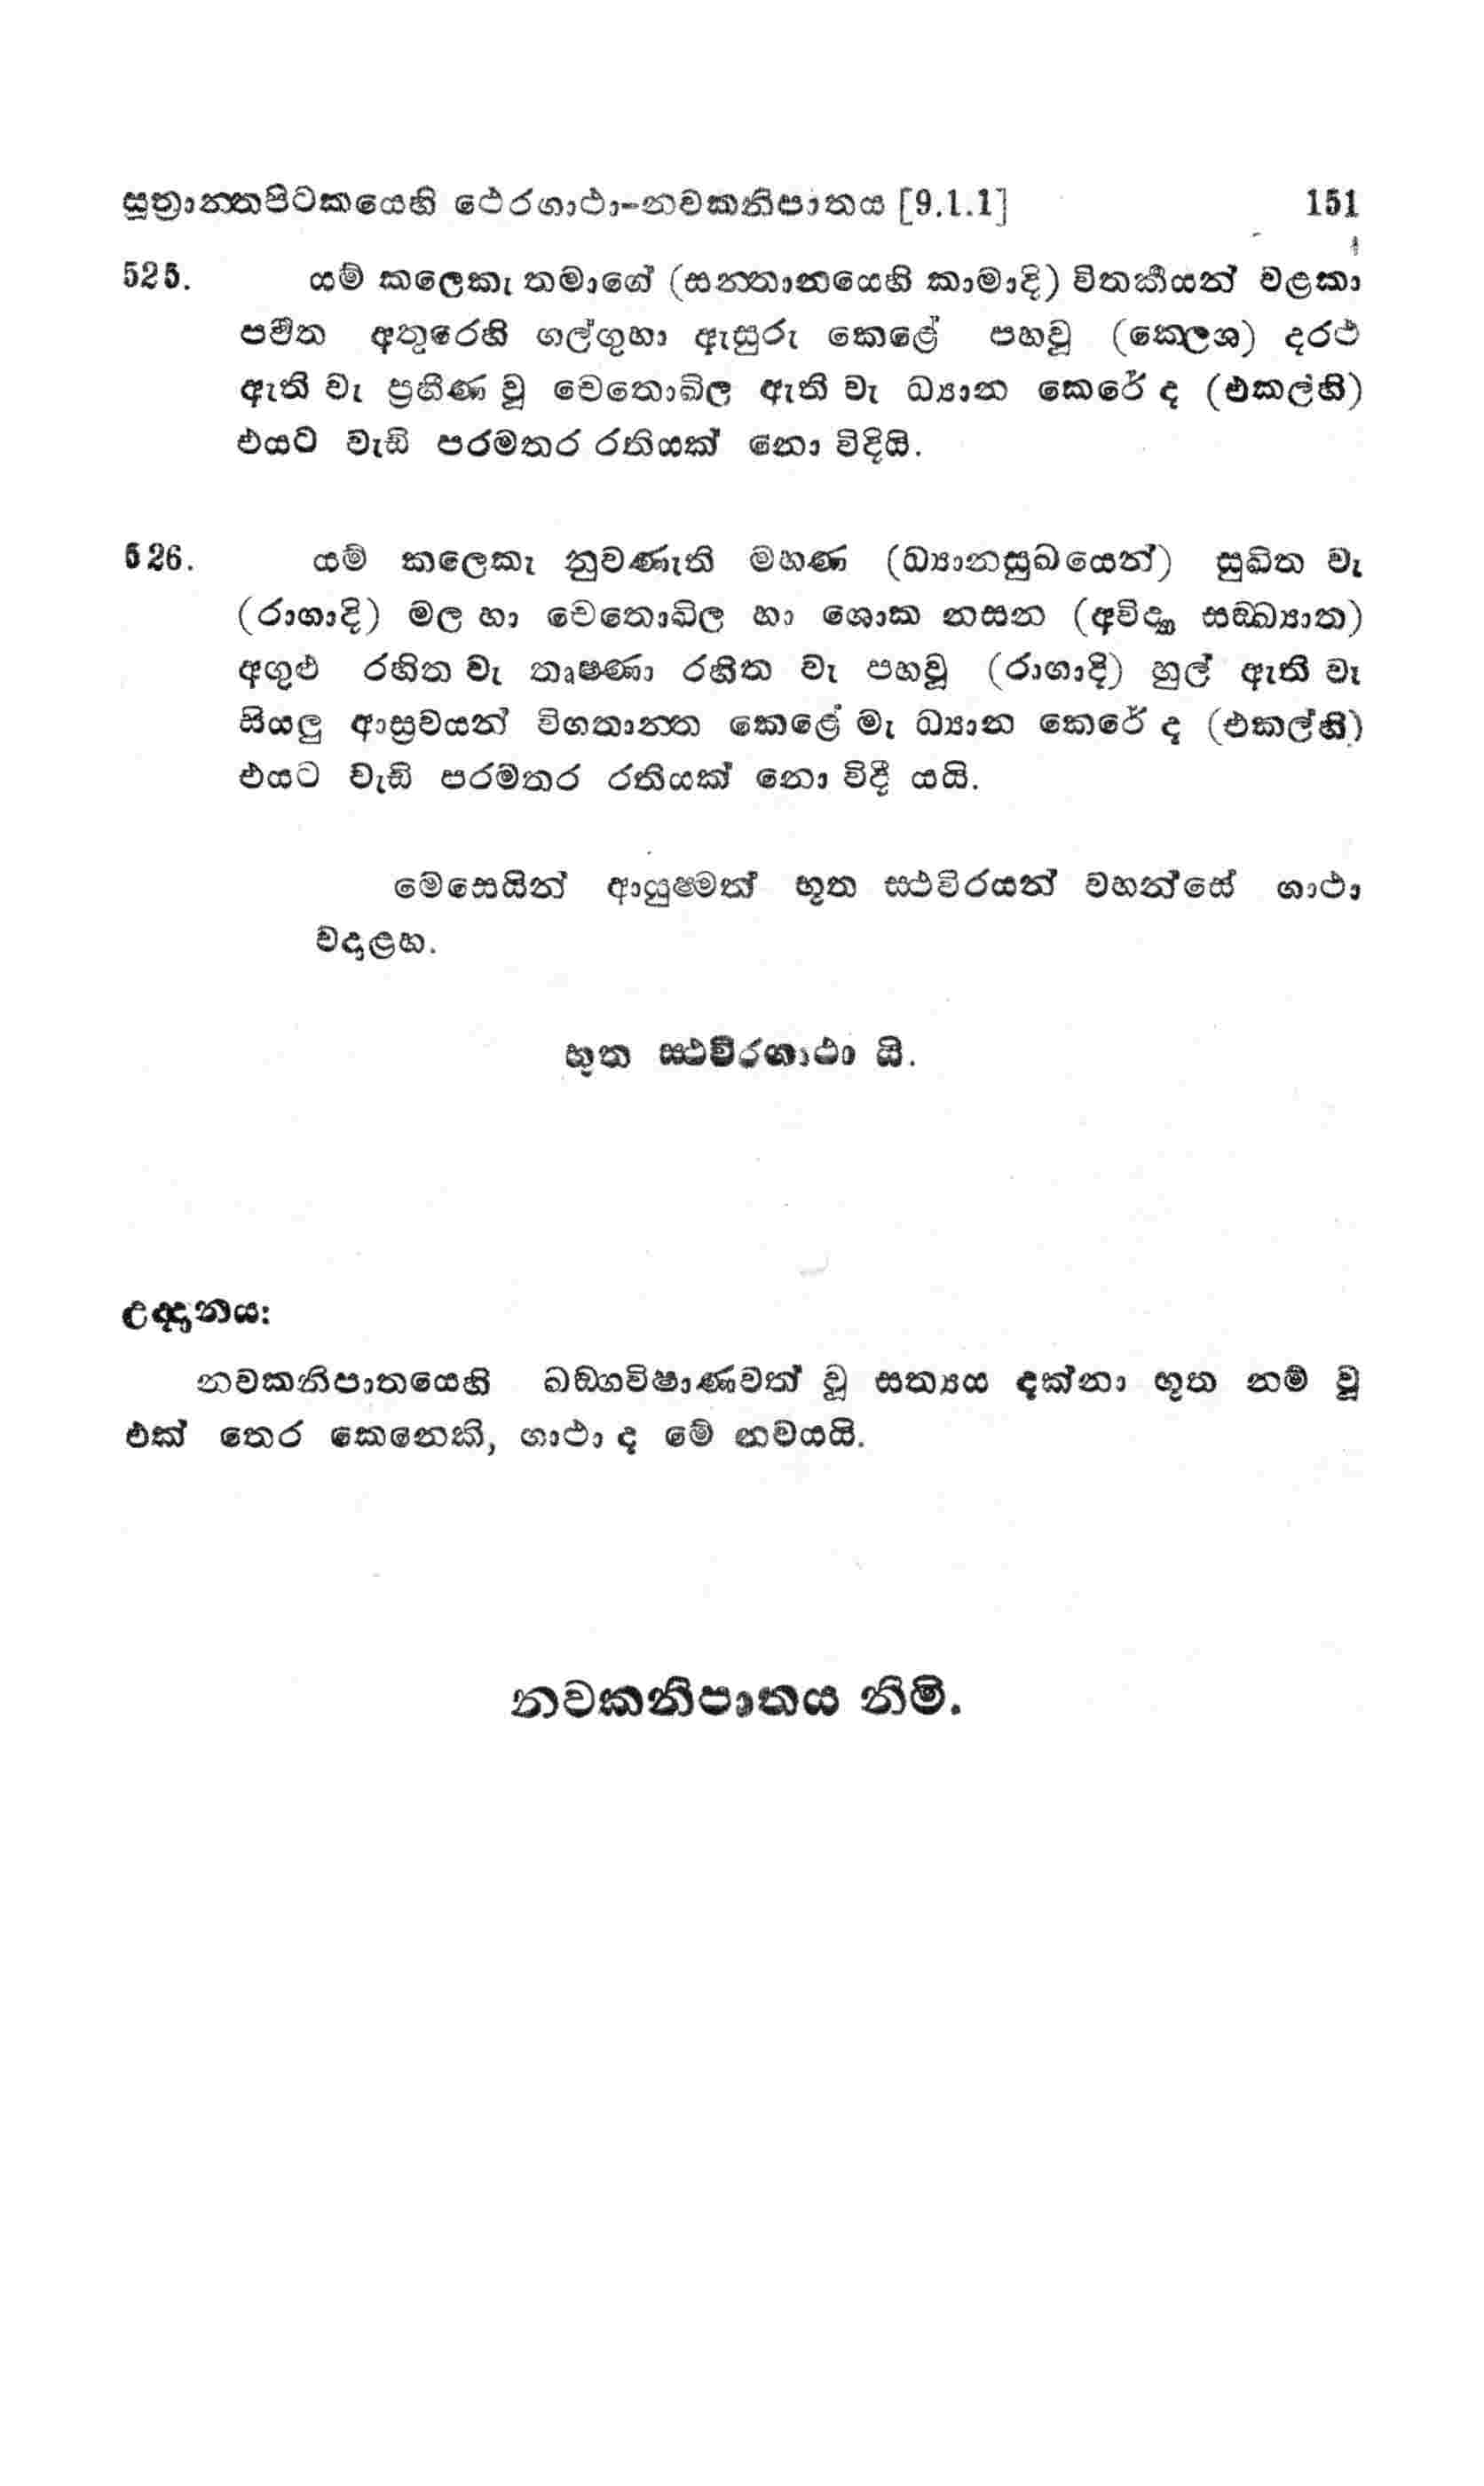 සූත්‍රාන්තපිටකයෙහි ථෙරගාථා-නවකනිපාතය [9.1.1] 151
525. යම් කලෙකැ තමාගේ (සන්තානයෙහි කාමාදි) විතර්කයන් වළකා
පර්වත අතුරෙහි ගල්ගුහා ඇසුරු කෙළේ පහවූ (ක්ලෙශ) දරථ
ඇති වැ ප්‍රහීණ වූ චෙතොඛිල ඇති වැ ධ්‍යාන කෙරේ ද (එකල්හි)
එයට වැඩි පරමතර රතියක් නො විදියි.
526. යම් කලෙකැ නුවණැති මහණ (ධ්‍යානසුඛයෙන්) සුඛිත වැ
(රාගාදි) මල හා චෙතොඛිල හා ශොක නසන (අවිද්‍යා සඞ්ඛ්‍යාත)
අගුළු රහිත වැ තෘෂ්ණා රහිත වැ පහවූ (රාගාදි) හුල් ඇති වැ
සියලු ආස්‍රවයන් විගතාන්ත කෙළේ මැ ධ්‍යාන කෙරේ ද (එකල්හි)
එයට වැඩි පරමතර රතියක් නො විදී යයි.
මෙසෙයින් ආයුෂ්මත් භූත ස්ථවිරයන් වහන්සේ ගාථා
වදාළහ.
භූත ස්ථවිරගාථා යි.
උද්දානය:
නවකනිපාතයෙහි ඛඞ්ගවිෂාණවත් වූ සත්‍යය දක්නා භූත නම් වූ
එක් තෙර කෙනෙකි, ගාථා ද මේ නවයයි.
නවකනිපාතය නිමි.